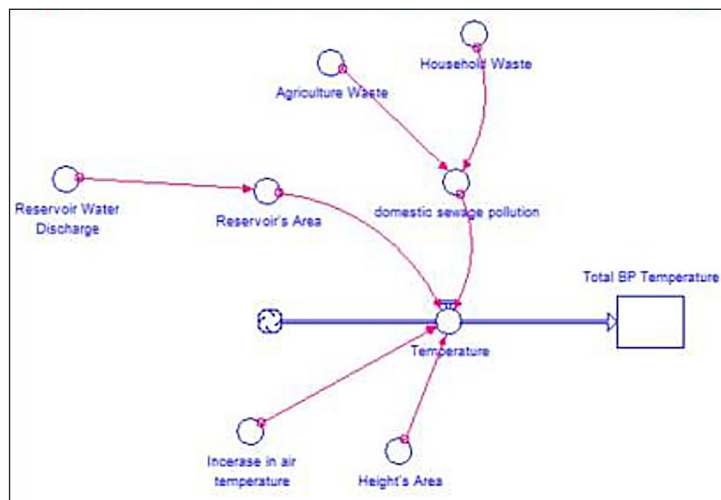 Household Waste
Agriculture Waste
Reservoir Water
Discharge
Reservoir's Area
domestic sewage pollution
Total BP Temperature
Temperature
Incerase in air
temperature
Height's Area